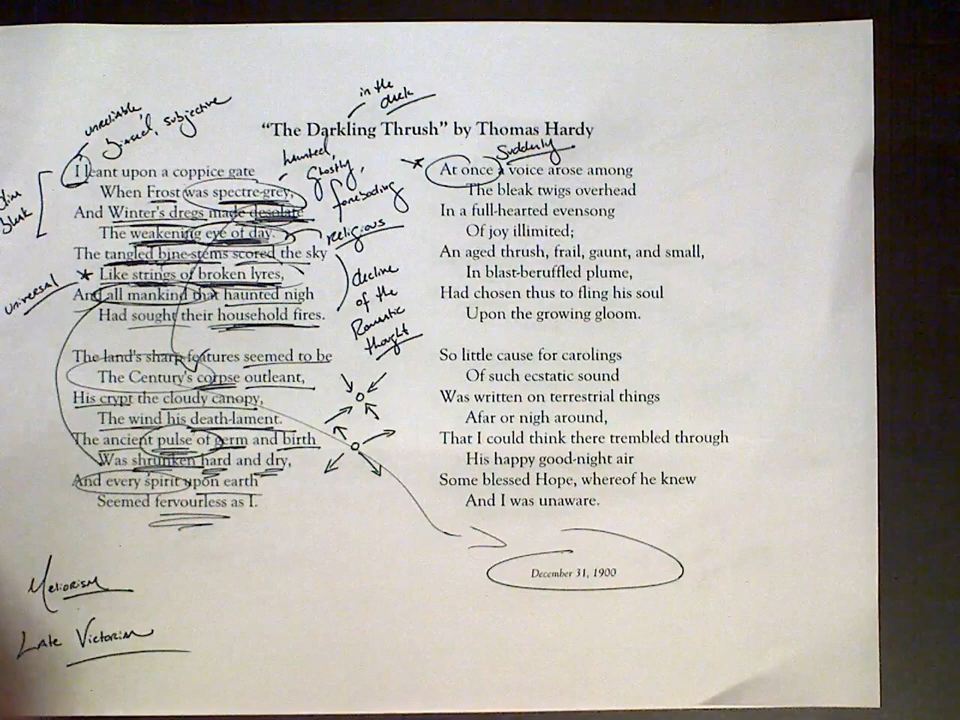 in the
dark
unreliable,
biased, subjective
"The Darkling Thrush" by Thomas Hardy
I leant upon a coppice gate
When Frost was spectre-grey,
And Winter's dregs made desolate
The weakening eye of day.
The tangled bine-stems scored the sky
Like strings of broken lyres,
And all mankind that haunted nigh
Had sought their household fires.
haunted,
ghostly,
foreboding
religious
decline
of the
Romantic
thought
bleak
universal
The land's sharp features seemed to be
The Century's corpse outleant,
His crypt the cloudy canopy,
The wind his death-lament.
The ancient pulse of germ and birth
Was shrunken hard and dry,
And every spirit upon earth
Seemed fervourless as I.
Suddenly
At once a voice arose among
The bleak twigs overhead
In a full-hearted evensong
Of joy illimited;
An aged thrush, frail, gaunt, and small,
In blast-beruffled plume,
Had chosen thus to fling his soul
Upon the growing gloom.
So little cause for carolings
Of such ecstatic sound
Was written on terrestrial things
Afar or nigh around,
That I could think there trembled through
His happy good-night air
Some blessed Hope, whereof he knew
And I was unaware.
December 31, 1900
Meliorism
Late Victorian